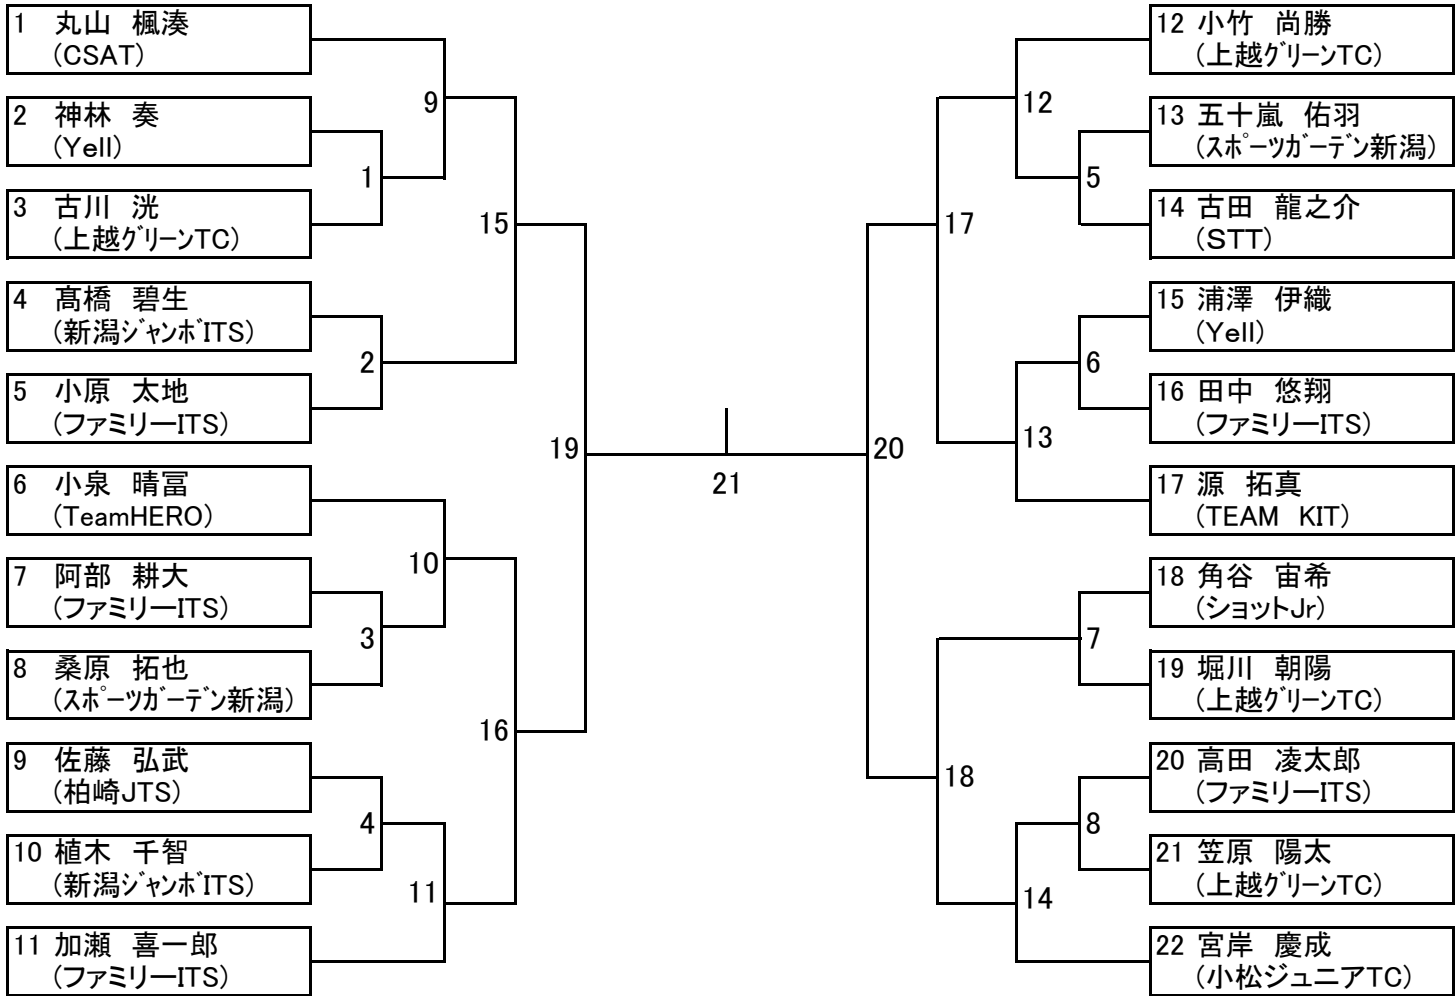 1 丸山 楓湊
(CSAT)
2 神林 奏
(Yell)
3 古川 洸
(上越ｸﾞﾘｰﾝTC)
4 髙橋 碧生
(新潟ｼﾞｬﾝﾎﾞITS)
5 小原 太地
(ファミリーITS)
6 小泉 晴冨
(TeamHERO)
7 阿部 耕大
(ファミリーITS)
8 桑原 拓也
(ｽﾎﾟｰﾂｶﾞｰﾃﾞﾝ新潟)
9 佐藤 弘武
(柏崎JTS)
10 植木 千智
(新潟ｼﾞｬﾝﾎﾞITS)
11 加瀬 喜一郎
(ファミリーITS)
9
1
15
2
19
10
3
16
4
11
21
12
5
17
6
13
20
7
18
8
14
12 小竹 尚勝
(上越ｸﾞﾘｰﾝTC)
13 五十嵐 佑羽
(ｽﾎﾟｰﾂｶﾞｰﾃﾞﾝ新潟)
14 古田 龍之介
(STT)
15 浦澤 伊織
(Yell)
16 田中 悠翔
(ファミリーITS)
17 源 拓真
(TEAM KIT)
18 角谷 宙希
(ショットJr)
19 堀川 朝陽
(上越ｸﾞﾘｰﾝTC)
20 高田 凌太郎
(ファミリーITS)
21 笠原 陽太
(上越ｸﾞﾘｰﾝTC)
22 宮岸 慶成
(小松ジュニアTC)